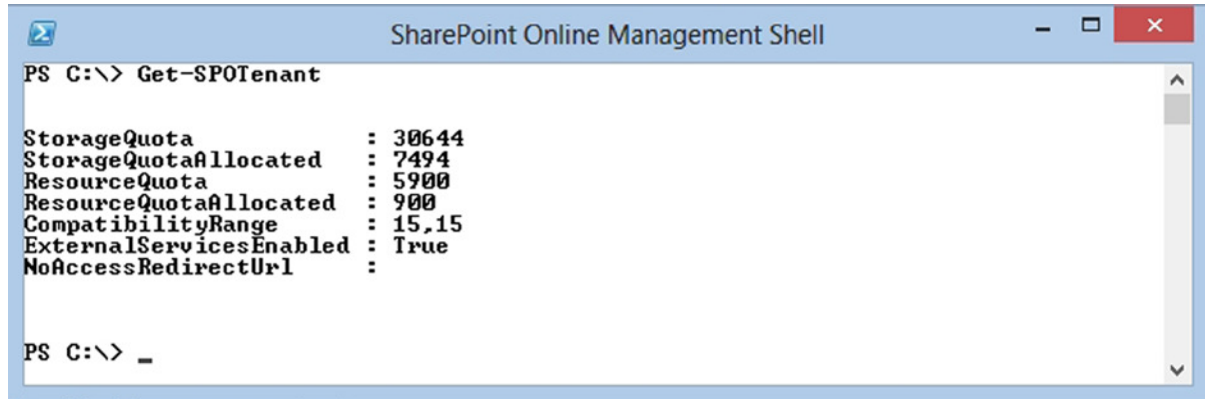 SharePoint Online Management Shell
PS C:\> Get-SPOTenant
StorageQuota : 30644
StorageQuotaAllocated : 7494
ResourceQuota : 5900
ResourceQuotaAllocated : 900
CompatibilityRange : 15,15
ExternalServicesEnabled : True
NoAccessRedirectUrl :
PS C:\> _